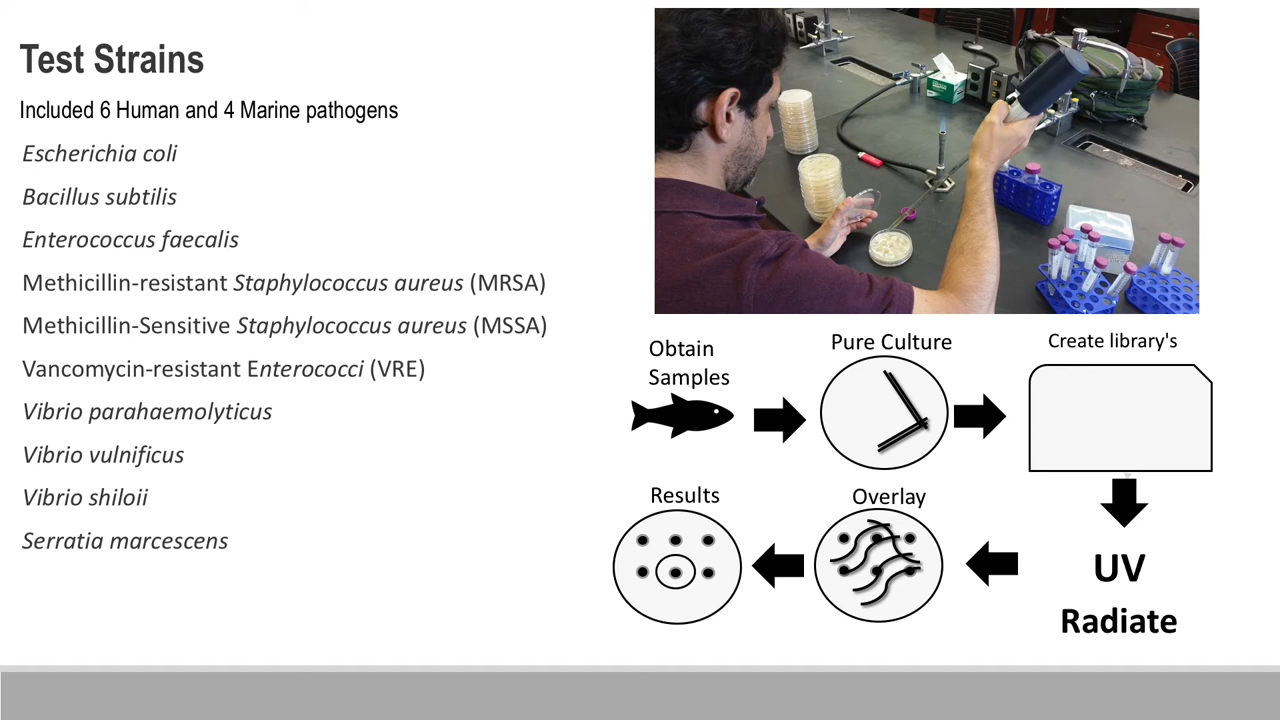 Test Strains
Included 6 Human and 4 Marine pathogens
Escherichia coli
Bacillus subtilis
Enterococcus faecalis
Methicillin-resistant Staphylococcus aureus (MRSA)
Methicillin-Sensitive Staphylococcus aureus (MSSA)
Vancomycin-resistant Enterococci (VRE)
Vibrio parahaemolyticus
Vibrio vulnificus
Vibrio shiloii
Serratia marcescens
Obtain
Samples
Pure Culture
Create library's
UV
Radiate
Overlay
Results